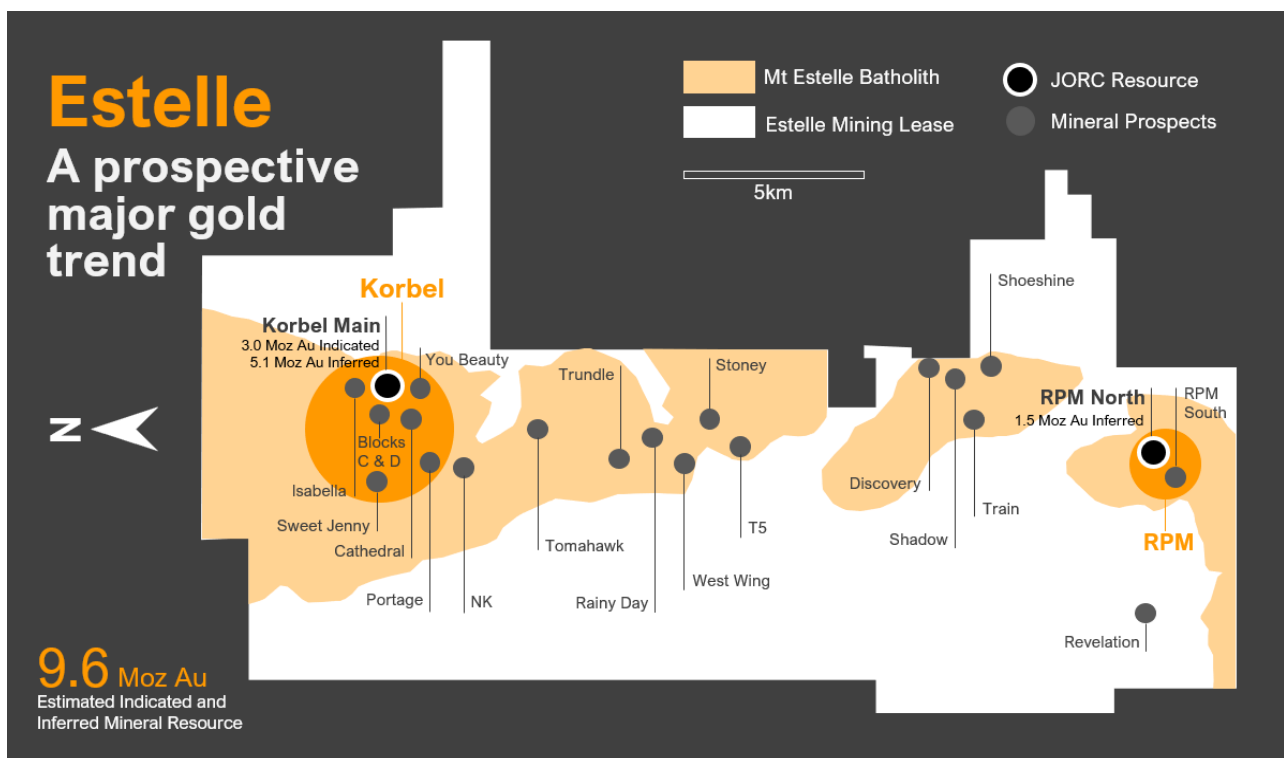 Estelle
A prospective
major gold
trend
Mt Estelle Batholith
Estelle Mining Lease
JORC Resource
Mineral Prospects
5km
Korbel
Korbel Main
3.0 Moz Au Indicated
5.1 Moz Au Inferred
You Beauty
Trundle
Stoney
Shoeshine
RPM North
1.5 Moz Au Inferred
RPM
South
N
Blocks
C & D
Isabella
Sweet Jenny
Cathedral
Portage
NK
Tomahawk
Rainy Day
West Wing
T5
Discovery
Shadow
Train
RPM
Revelation
9.6 Moz Au
Estimated Indicated and
Inferred Mineral Resource